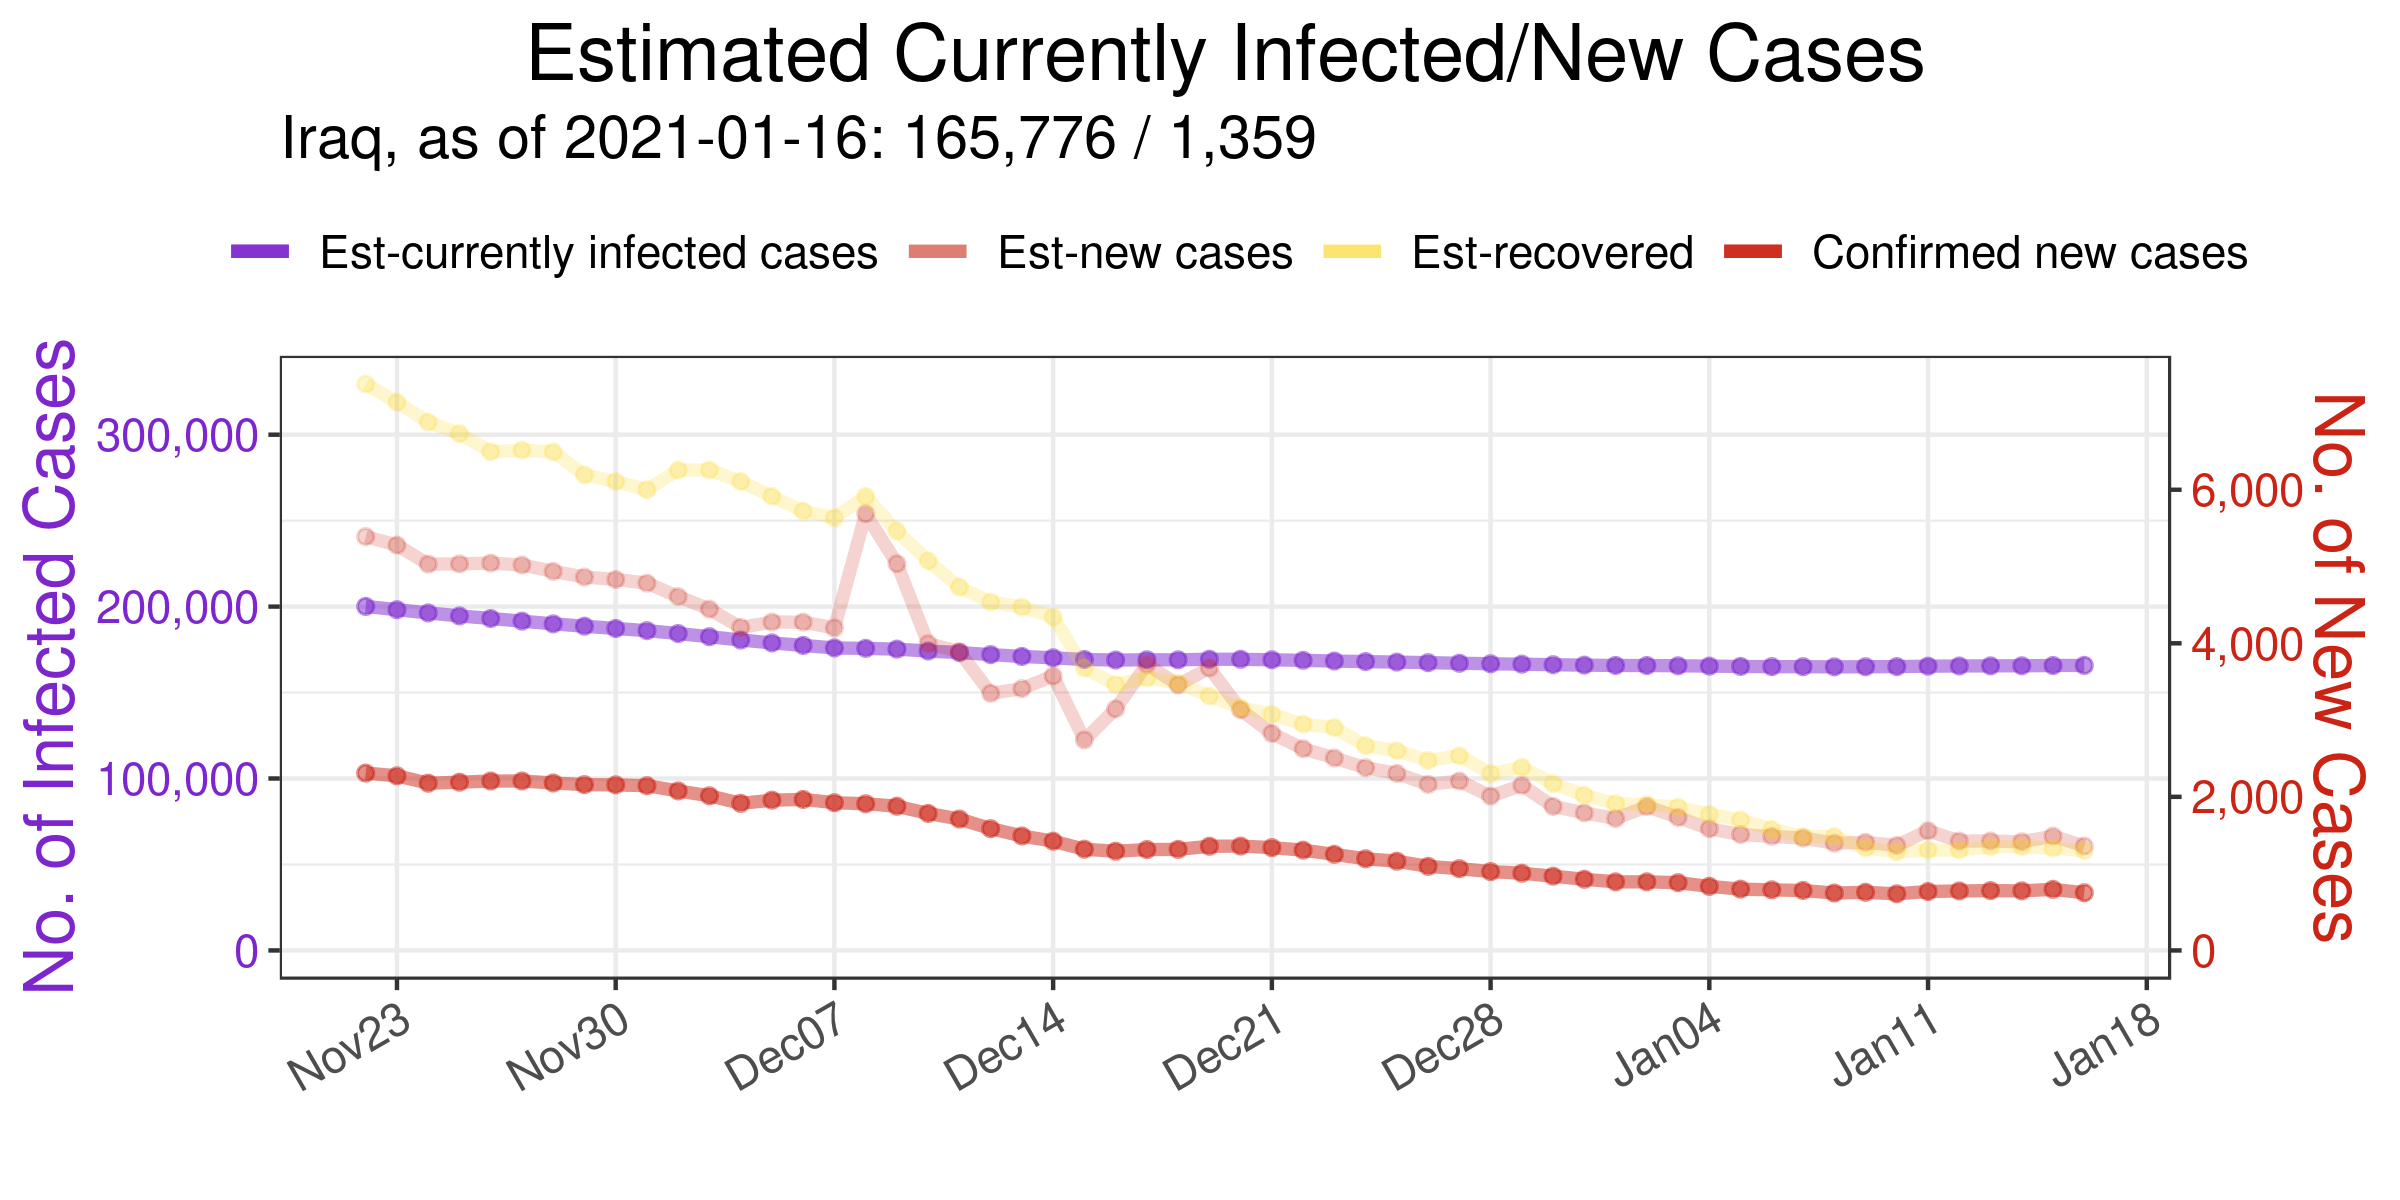 Estimated Currently Infected/New Cases
Iraq, as of 2021-01-16: 165,776 / 1,359
Est-currently infected cases Est-new cases Est-recovered Confirmed new cases
No. of Infected Cases
300,000
200,000
100,000
0
6,000
4,000
2,000
0
No. of New Cases
Nov23 Nov30 Dec07 Dec14 Dec21 Dec28 Jan04 Jan11 Jan18